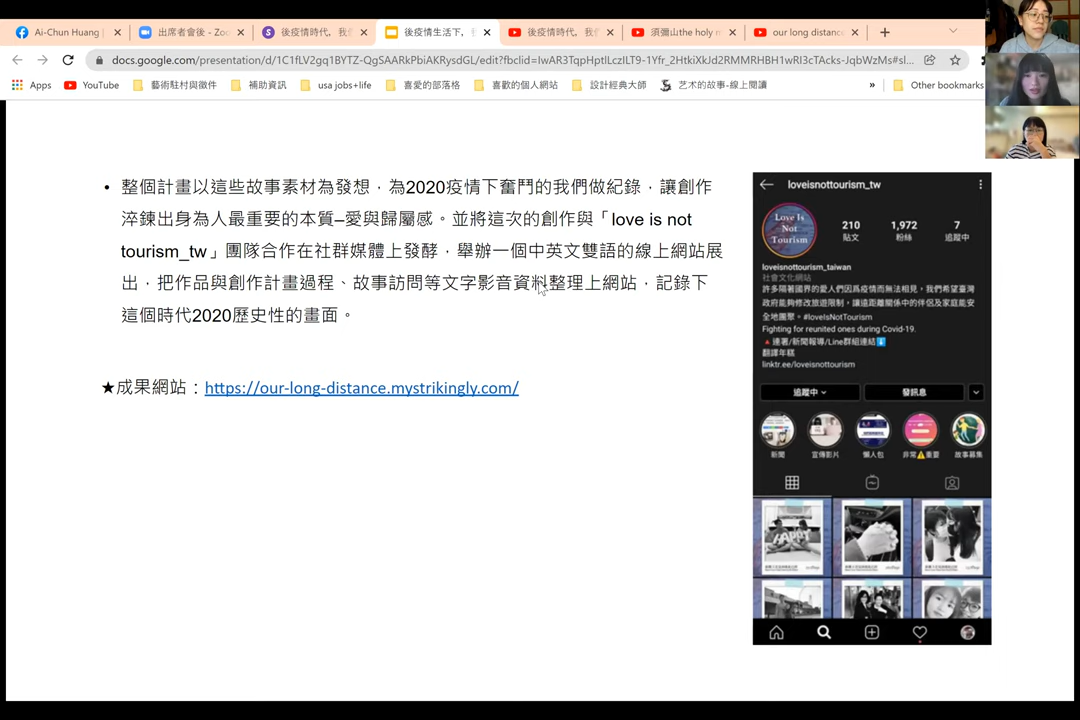 Ai-Chun Huang |
出席者會後 - Zoo
後疫情時代，我
後疫情生活下，
後疫情時代，我
須彌山the holy m
our long distance
docs.google.com/presentation/d/1C1fLV2gq1BYTZ-QgSAARkPbiAKRysdGL/edit?fbclid=IwAR3TqpHptlLczlLT9-1Yfr_2HtkiXkJd2RMMRHBH1wRI3cTAcks-JqbWzMs#sl...
Apps
YouTube
藝術駐村與徵件
補助資訊
usa jobs+life
喜愛的部落格
喜歡的個人網站
設計經典大師
艺术的故事-線上閱讀
»
Other bookmarks
• 整個計畫以這些故事素材為發想，為2020疫情下奮鬥的我們做紀錄，讓創作
淬鍊出身為人最重要的本質–愛與歸屬感。並將這次的創作與「love is not
tourism_tw」團隊合作在社群媒體上發酵，舉辦一個中英文雙語的線上網站展
出，把作品與創作計畫過程、故事訪問等文字影音資料整理上網站，記錄下
這個時代2020歷史性的畫面。
★成果網站：https://our-long-distance.mystrikingly.com/
loveisnottourism_tw
Love Is
Not
Tourism
210
貼文
1,972
粉絲
7
追蹤中
loveisnottourism_taiwan
社會文化網站
許多隔著國界的愛人們因爲疫情而無法相見，我們希望臺灣
政府能夠修改旅遊限制，讓遠距離關係中的伴侶及家庭能安
全地團聚。#loveIsNotTourism
Fighting for reunited ones during Covid-19.
🔺連署/新聞報導/Line群組連結⬇️
翻譯年糕
linktr.ee/loveisnottourism
追蹤中
發訊息
新聞
宣傳影片
懶人包
非常⚠️重要
故事募集
HAPPY